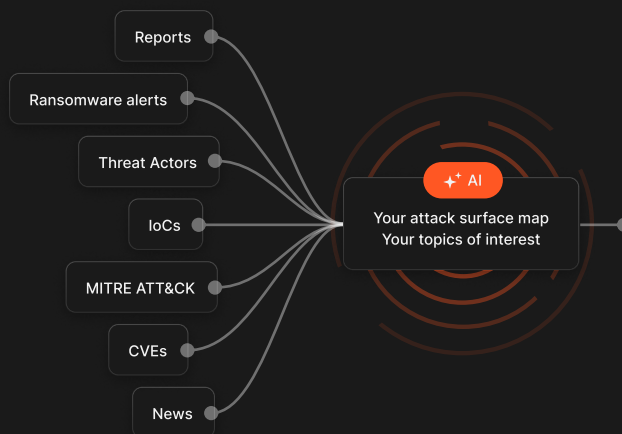 Reports
Ransomware alerts
Threat Actors
IoCs
MITRE ATT&CK
CVEs
News
AI
Your attack surface map
Your topics of interest